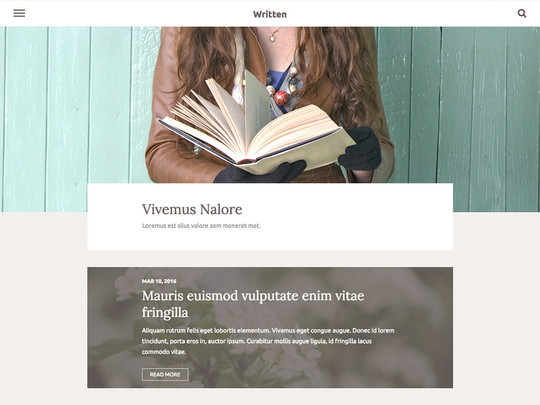 Written
Vivemus Nalore
Loremus est silus valore som moneret mat.
MAR 10, 2016
Mauris euismod vulputate enim vitae
fringilla
Aliquam rutrum felis eget lobortis elementum. Vivamus eget congue augue. Donec id lorem
tincidunt, porta eros in, auctor ipsum. Curabitur mollis augue ligula, id fringilla lacus
commodo vitae.
READ MORE